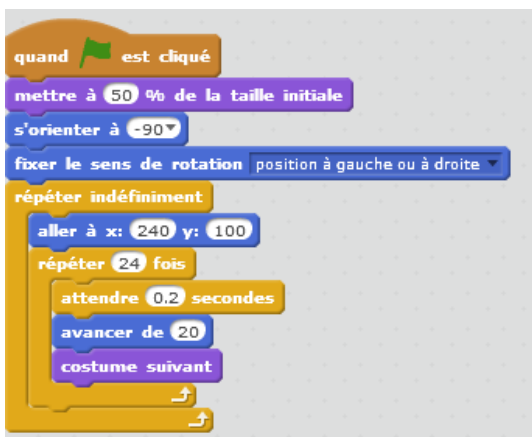 quand est cliqué
mettre à 50 % de la taille initiale
s'orienter à -90
fixer le sens de rotation position à gauche ou à droite
répéter indéfiniment
aller à x: 240 y: 100
répéter 24 fois
attendre 0.2 secondes
avancer de 20
costume suivant